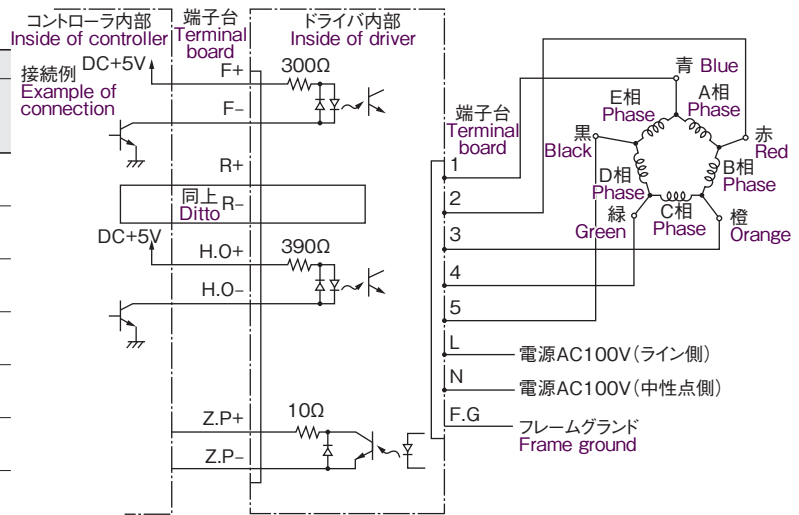 コントローラ内部
Inside of controller
端子台
Terminal
board
ドライバ内部
Inside of driver
接続例
Example of
connection
DC+5V
F+
300Ω
F−
R+
同上
Ditto
R−
DC+5V
H.O+
390Ω
H.O−
Z.P+
10Ω
Z.P−
端子台
Terminal
board
1
2
3
4
5
L
電源AC100V(ライン側)
N
電源AC100V(中性点側)
F.G
フレームグランド
Frame ground
青 Blue
E相
Phase
A相
Phase
黒
Black
赤
Red
D相
Phase
B相
Phase
緑
Green
C相
Phase
橙
Orange